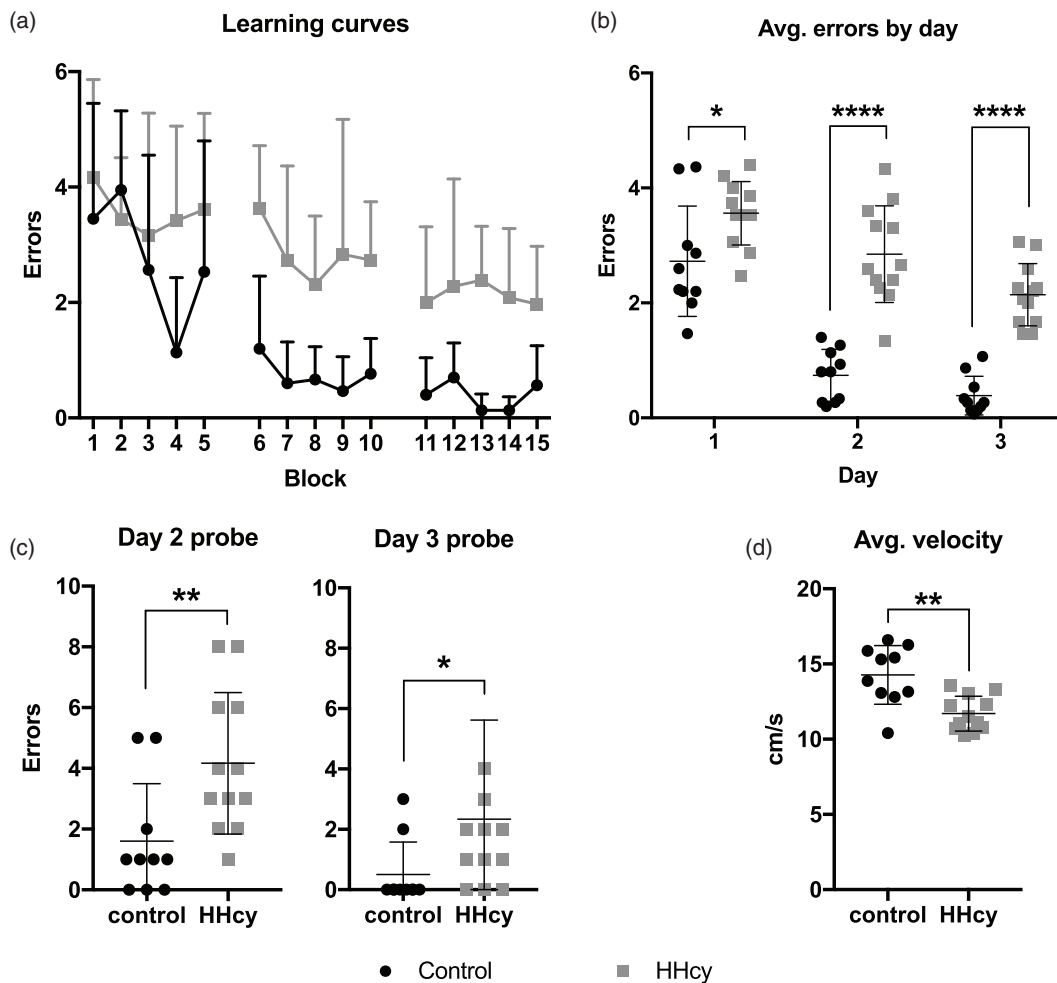 (a)
Learning curves
6
4
2
0
Errors
1 2 3 4 5 6 7 8 9 10 11 12 13 14 15
Block
(b)
Avg. errors by day
6
4
2
0
Errors
* **** ****
1 2 3
Day
(c)
Day 2 probe
10
8
6
4
2
0
Errors
**
control HHcy
Day 3 probe
10
8
6
4
2
0
*
control HHcy
(d)
Avg. velocity
20
15
10
5
0
cm/s
**
control HHcy
Control HHcy